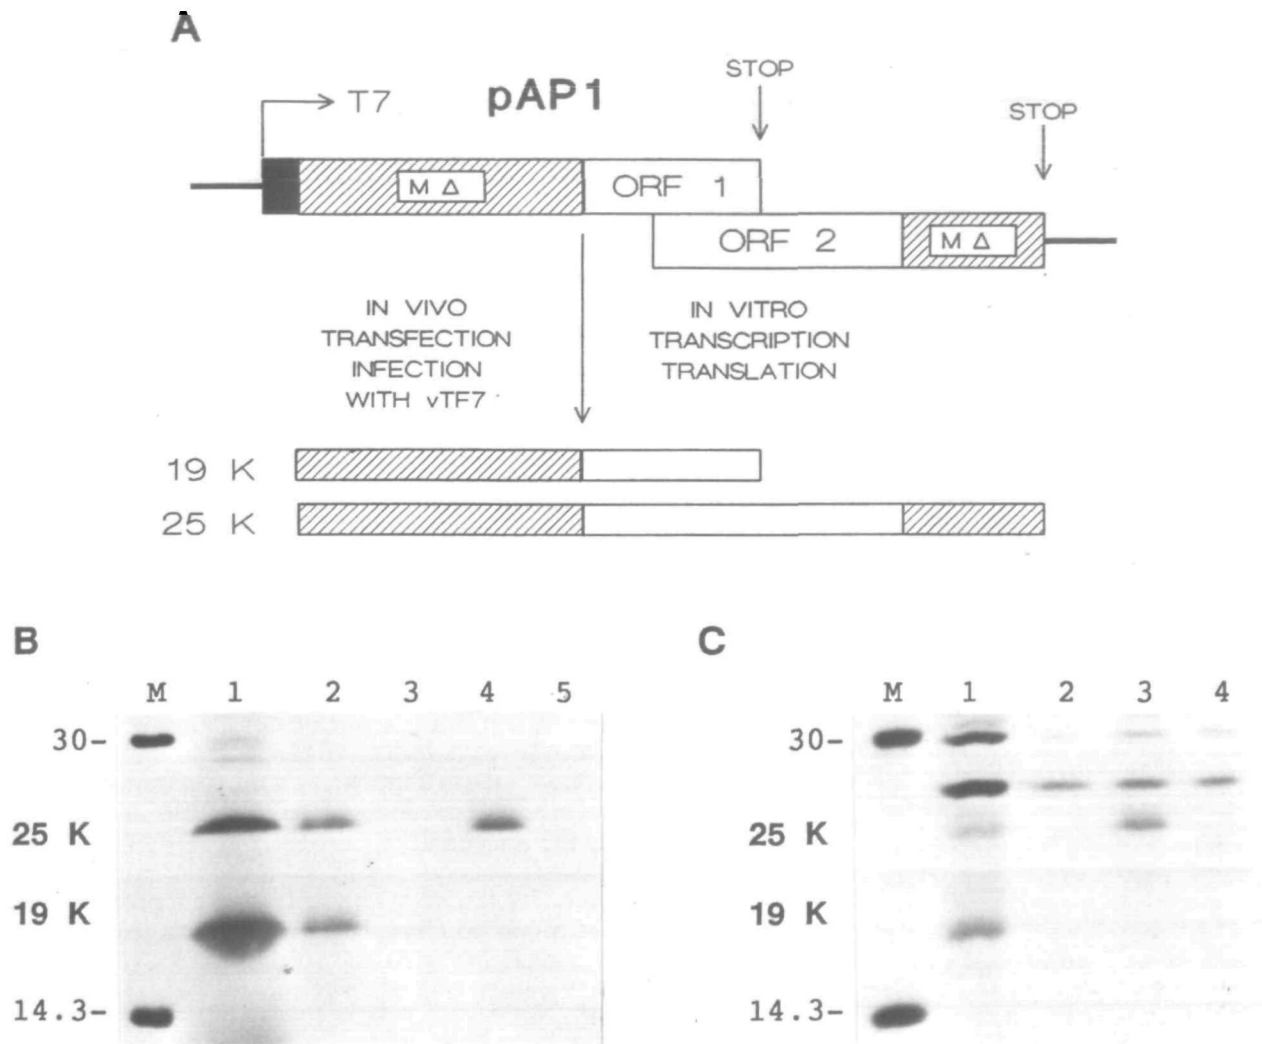 A
pAP1
T7
STOP
STOP
M Δ
ORF 1
ORF 2
M Δ
IN VIVO
TRANSFECTION
INFECTION
WITH vTF7
IN VITRO
TRANSCRIPTION
TRANSLATION
19 K
25 K
B
M 1 2 3 4 5
30-
25 K
19 K
14.3-
C
M 1 2 3 4
30-
25 K
19 K
14.3-